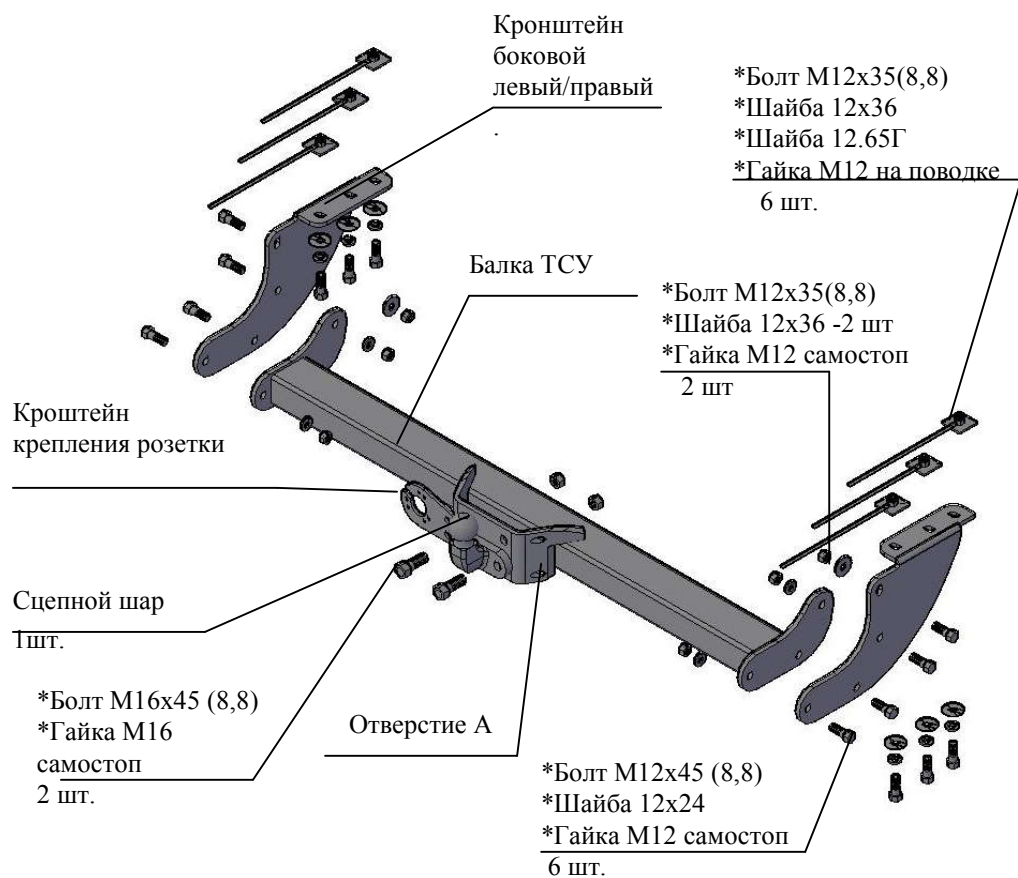 Кронштейн
боковой
левый/правый
.
*Болт М12х35(8,8)
*Шайба 12х36
*Шайба 12.65Г
*Гайка М12 на поводке
6 шт.
Балка ТСУ
*Болт М12х35(8,8)
*Шайба 12х36 -2 шт
*Гайка М12 самостоп
2 шт
Кроштейн
крепления розетки
Сцепной шар
1шт.
*Болт М16х45 (8,8)
*Гайка М16
самостоп
2 шт.
Отверстие А
*Болт М12х45 (8,8)
*Шайба 12х24
*Гайка М12 самостоп
6 шт.